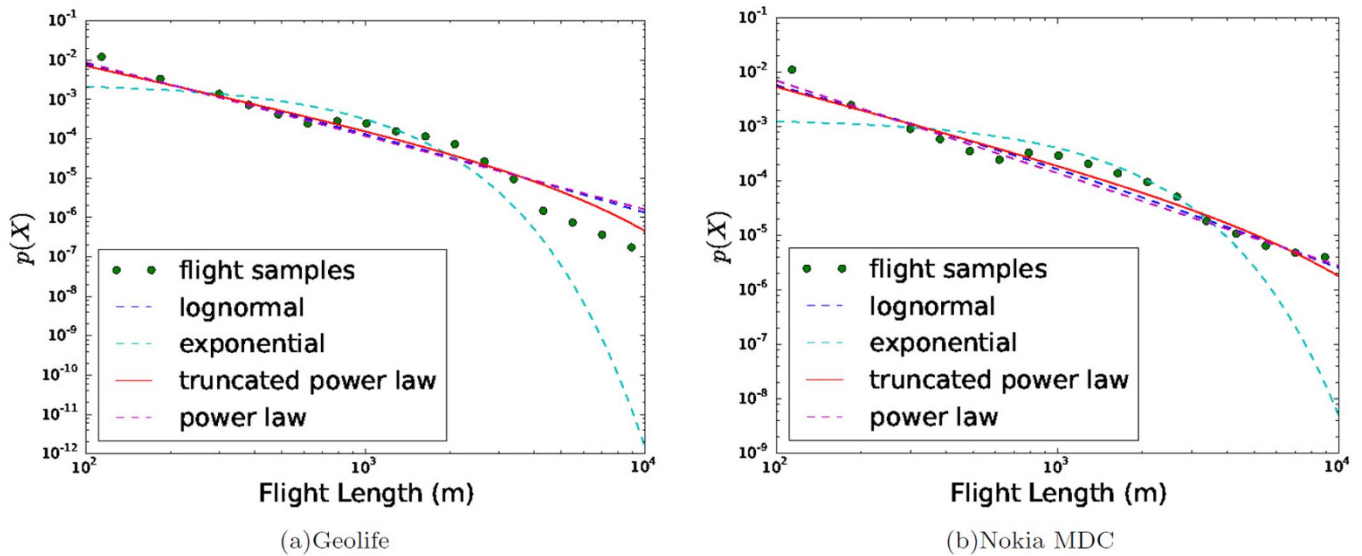 10^-1
10^-2
10^-3
10^-4
10^-5
10^-6
10^-7
10^-8
10^-9
10^-10
10^-11
10^-12
p(X)
flight samples
lognormal
exponential
truncated power law
power law
10^2
10^3
10^4
Flight Length (m)
(a)Geolife
10^-1
10^-2
10^-3
10^-4
10^-5
10^-6
10^-7
10^-8
10^-9
p(X)
flight samples
lognormal
exponential
truncated power law
power law
10^2
10^3
10^4
Flight Length (m)
(b)Nokia MDC